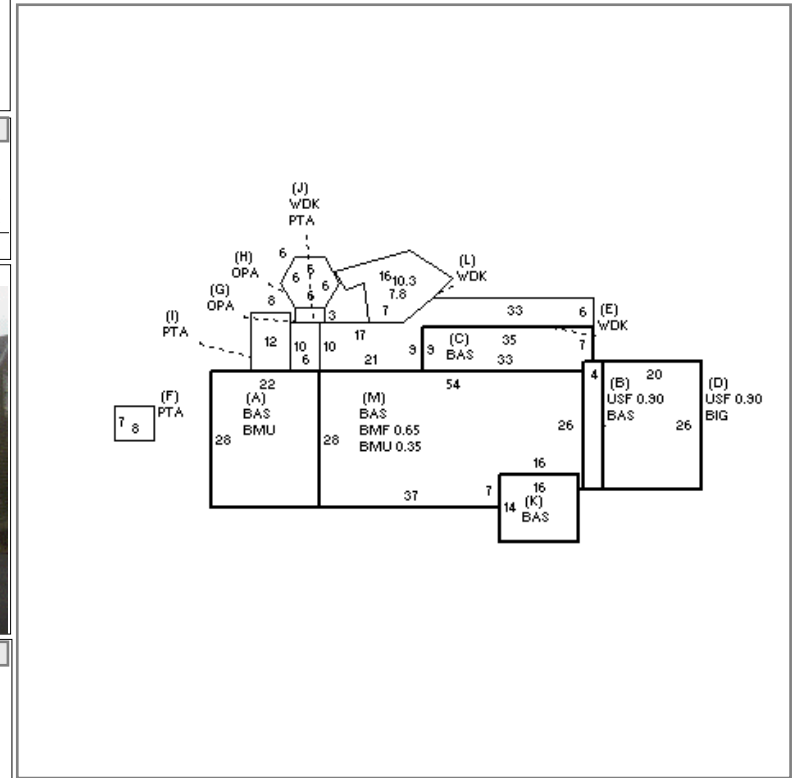 (J)
WDK
PTA
6
(H)
OPA
6
6
6
6
16
10.3
7.8
(L)
WDK
(G)
OPA
8
3
7
33
6
(E)
WDK
(I)
PTA
12
10
6
10
17
21
9
9
(C)
BAS
35
33
7
22
54
4
(B)
USF 0.90
BAS
20
(D)
USF 0.90
BIG
(F)
PTA
7
8
(A)
BAS
BMU
28
(M)
BAS
BMF 0.65
BMU 0.35
28
26
26
16
37
7
16
14
(K)
BAS